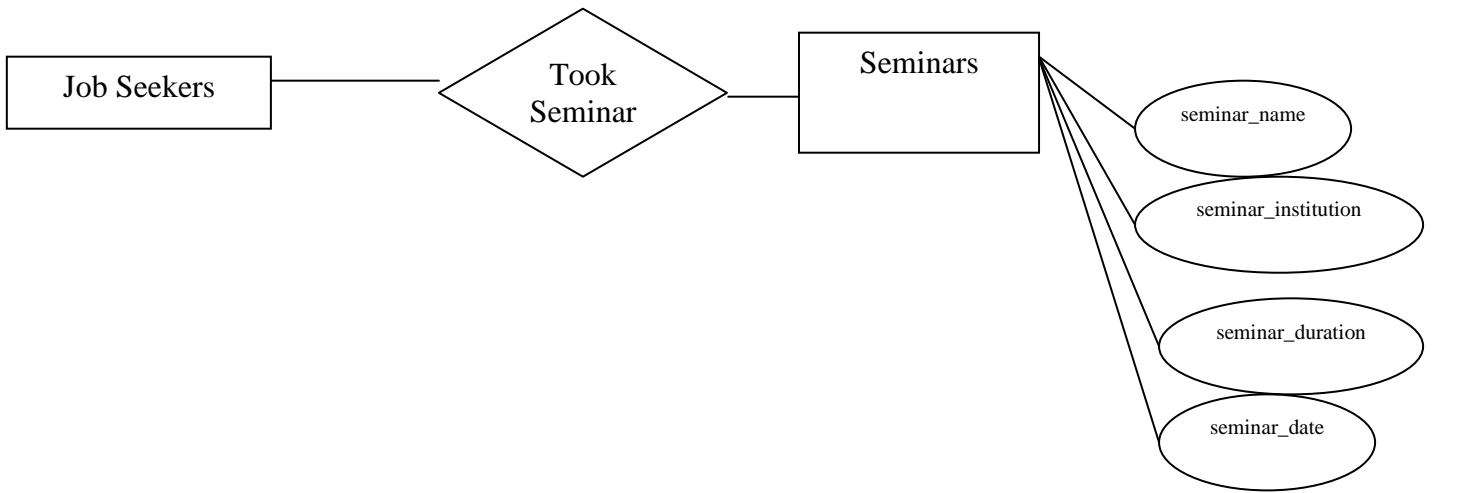 Job Seekers
Took
Seminar
Seminars
seminar_name
seminar_institution
seminar_duration
seminar_date